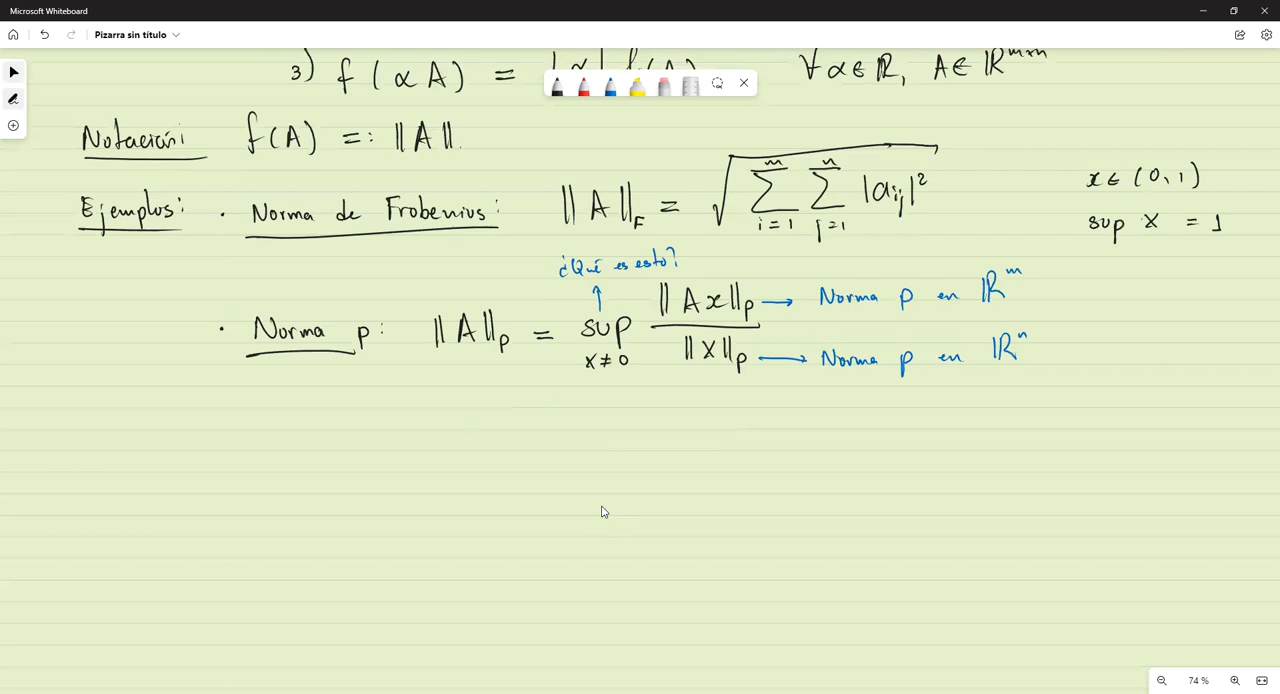 Microsoft Whiteboard
Pizarra sin título
3) f(αA) = |α| f(A) ∀ α ∈ ℝ, A ∈ ℝ^{m×n}
Notación: f(A) =: ‖A‖.
Ejemplos: · Norma de Frobenius: ‖A‖_F = √(∑_{i=1}^{m} ∑_{j=1}^{n} |a_{ij}|²)
x ∈ (0,1)
sup x = 1
¿Qué es esto?
· Norma p: ‖A‖_p = sup_{x≠0} ‖Ax‖_p / ‖x‖_p
→ Norma p en ℝ^m
→ Norma p en ℝ^n
74 %